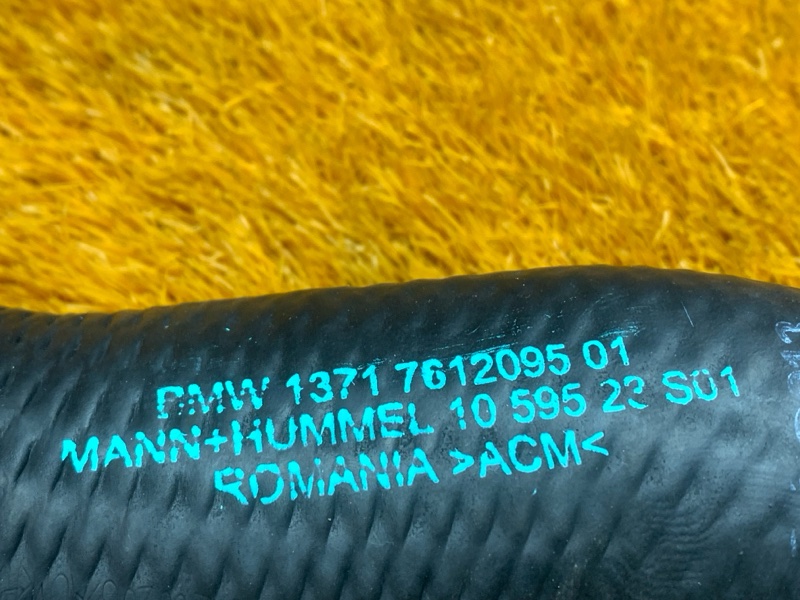 BMW 1371 7612095 01
MANN+HUMMEL 10 595 23 S01
ROMANIA >ACM<